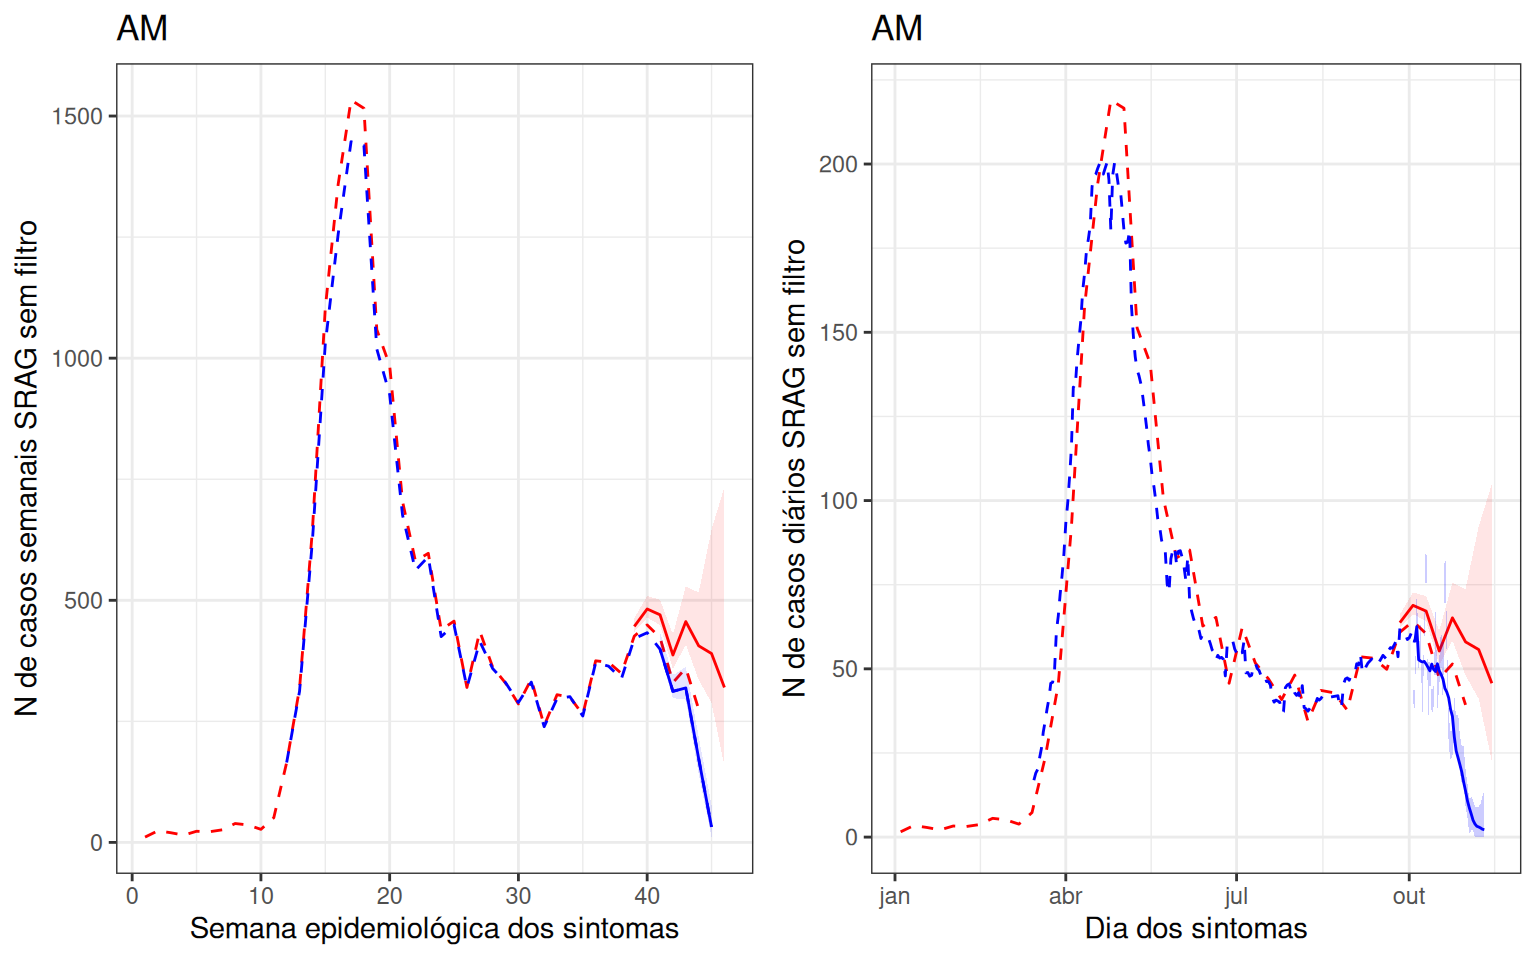 AM
N de casos semanais SRAG sem filtro
1500
1000
500
0
0 10 20 30 40
Semana epidemiológica dos sintomas
AM
N de casos diários SRAG sem filtro
200
150
100
50
0
jan abr jul out
Dia dos sintomas